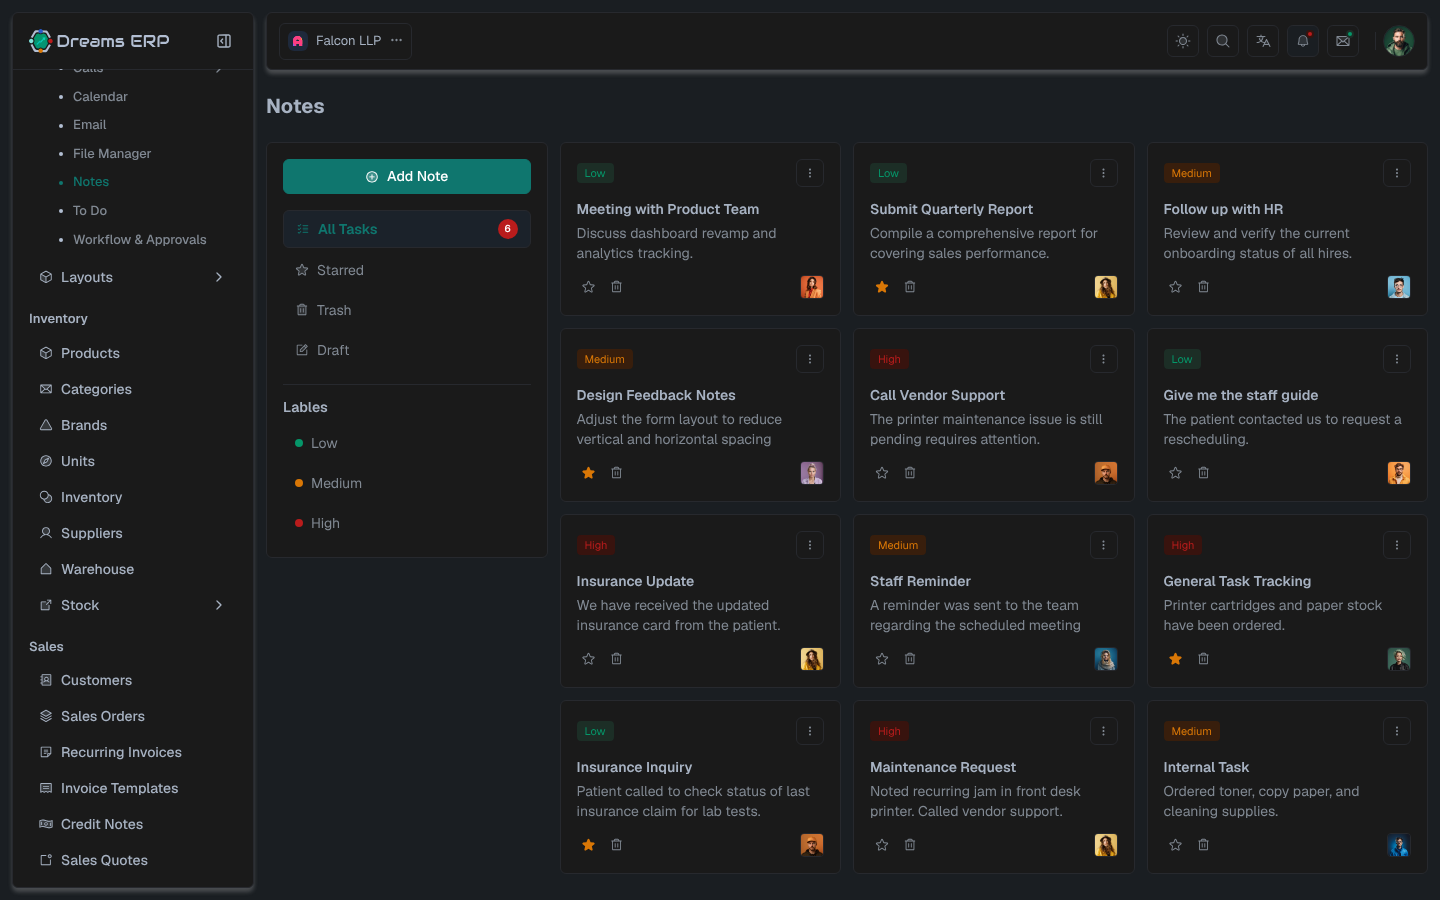 Dreams ERP
Falcon LLP
Calls
Calendar
Email
File Manager
Notes
To Do
Workflow & Approvals
Layouts
Inventory
Products
Categories
Brands
Units
Inventory
Suppliers
Warehouse
Stock
Sales
Customers
Sales Orders
Recurring Invoices
Invoice Templates
Credit Notes
Sales Quotes
Notes
Add Note
All Tasks 6
Starred
Trash
Draft
Lables
Low
Medium
High
Low
Meeting with Product Team
Discuss dashboard revamp and
analytics tracking.
Low
Submit Quarterly Report
Compile a comprehensive report for
covering sales performance.
Medium
Follow up with HR
Review and verify the current
onboarding status of all hires.
Medium
Design Feedback Notes
Adjust the form layout to reduce
vertical and horizontal spacing
High
Call Vendor Support
The printer maintenance issue is still
pending requires attention.
Low
Give me the staff guide
The patient contacted us to request a
rescheduling.
High
Insurance Update
We have received the updated
insurance card from the patient.
Medium
Staff Reminder
A reminder was sent to the team
regarding the scheduled meeting
High
General Task Tracking
Printer cartridges and paper stock
have been ordered.
Low
Insurance Inquiry
Patient called to check status of last
insurance claim for lab tests.
High
Maintenance Request
Noted recurring jam in front desk
printer. Called vendor support.
Medium
Internal Task
Ordered toner, copy paper, and
cleaning supplies.